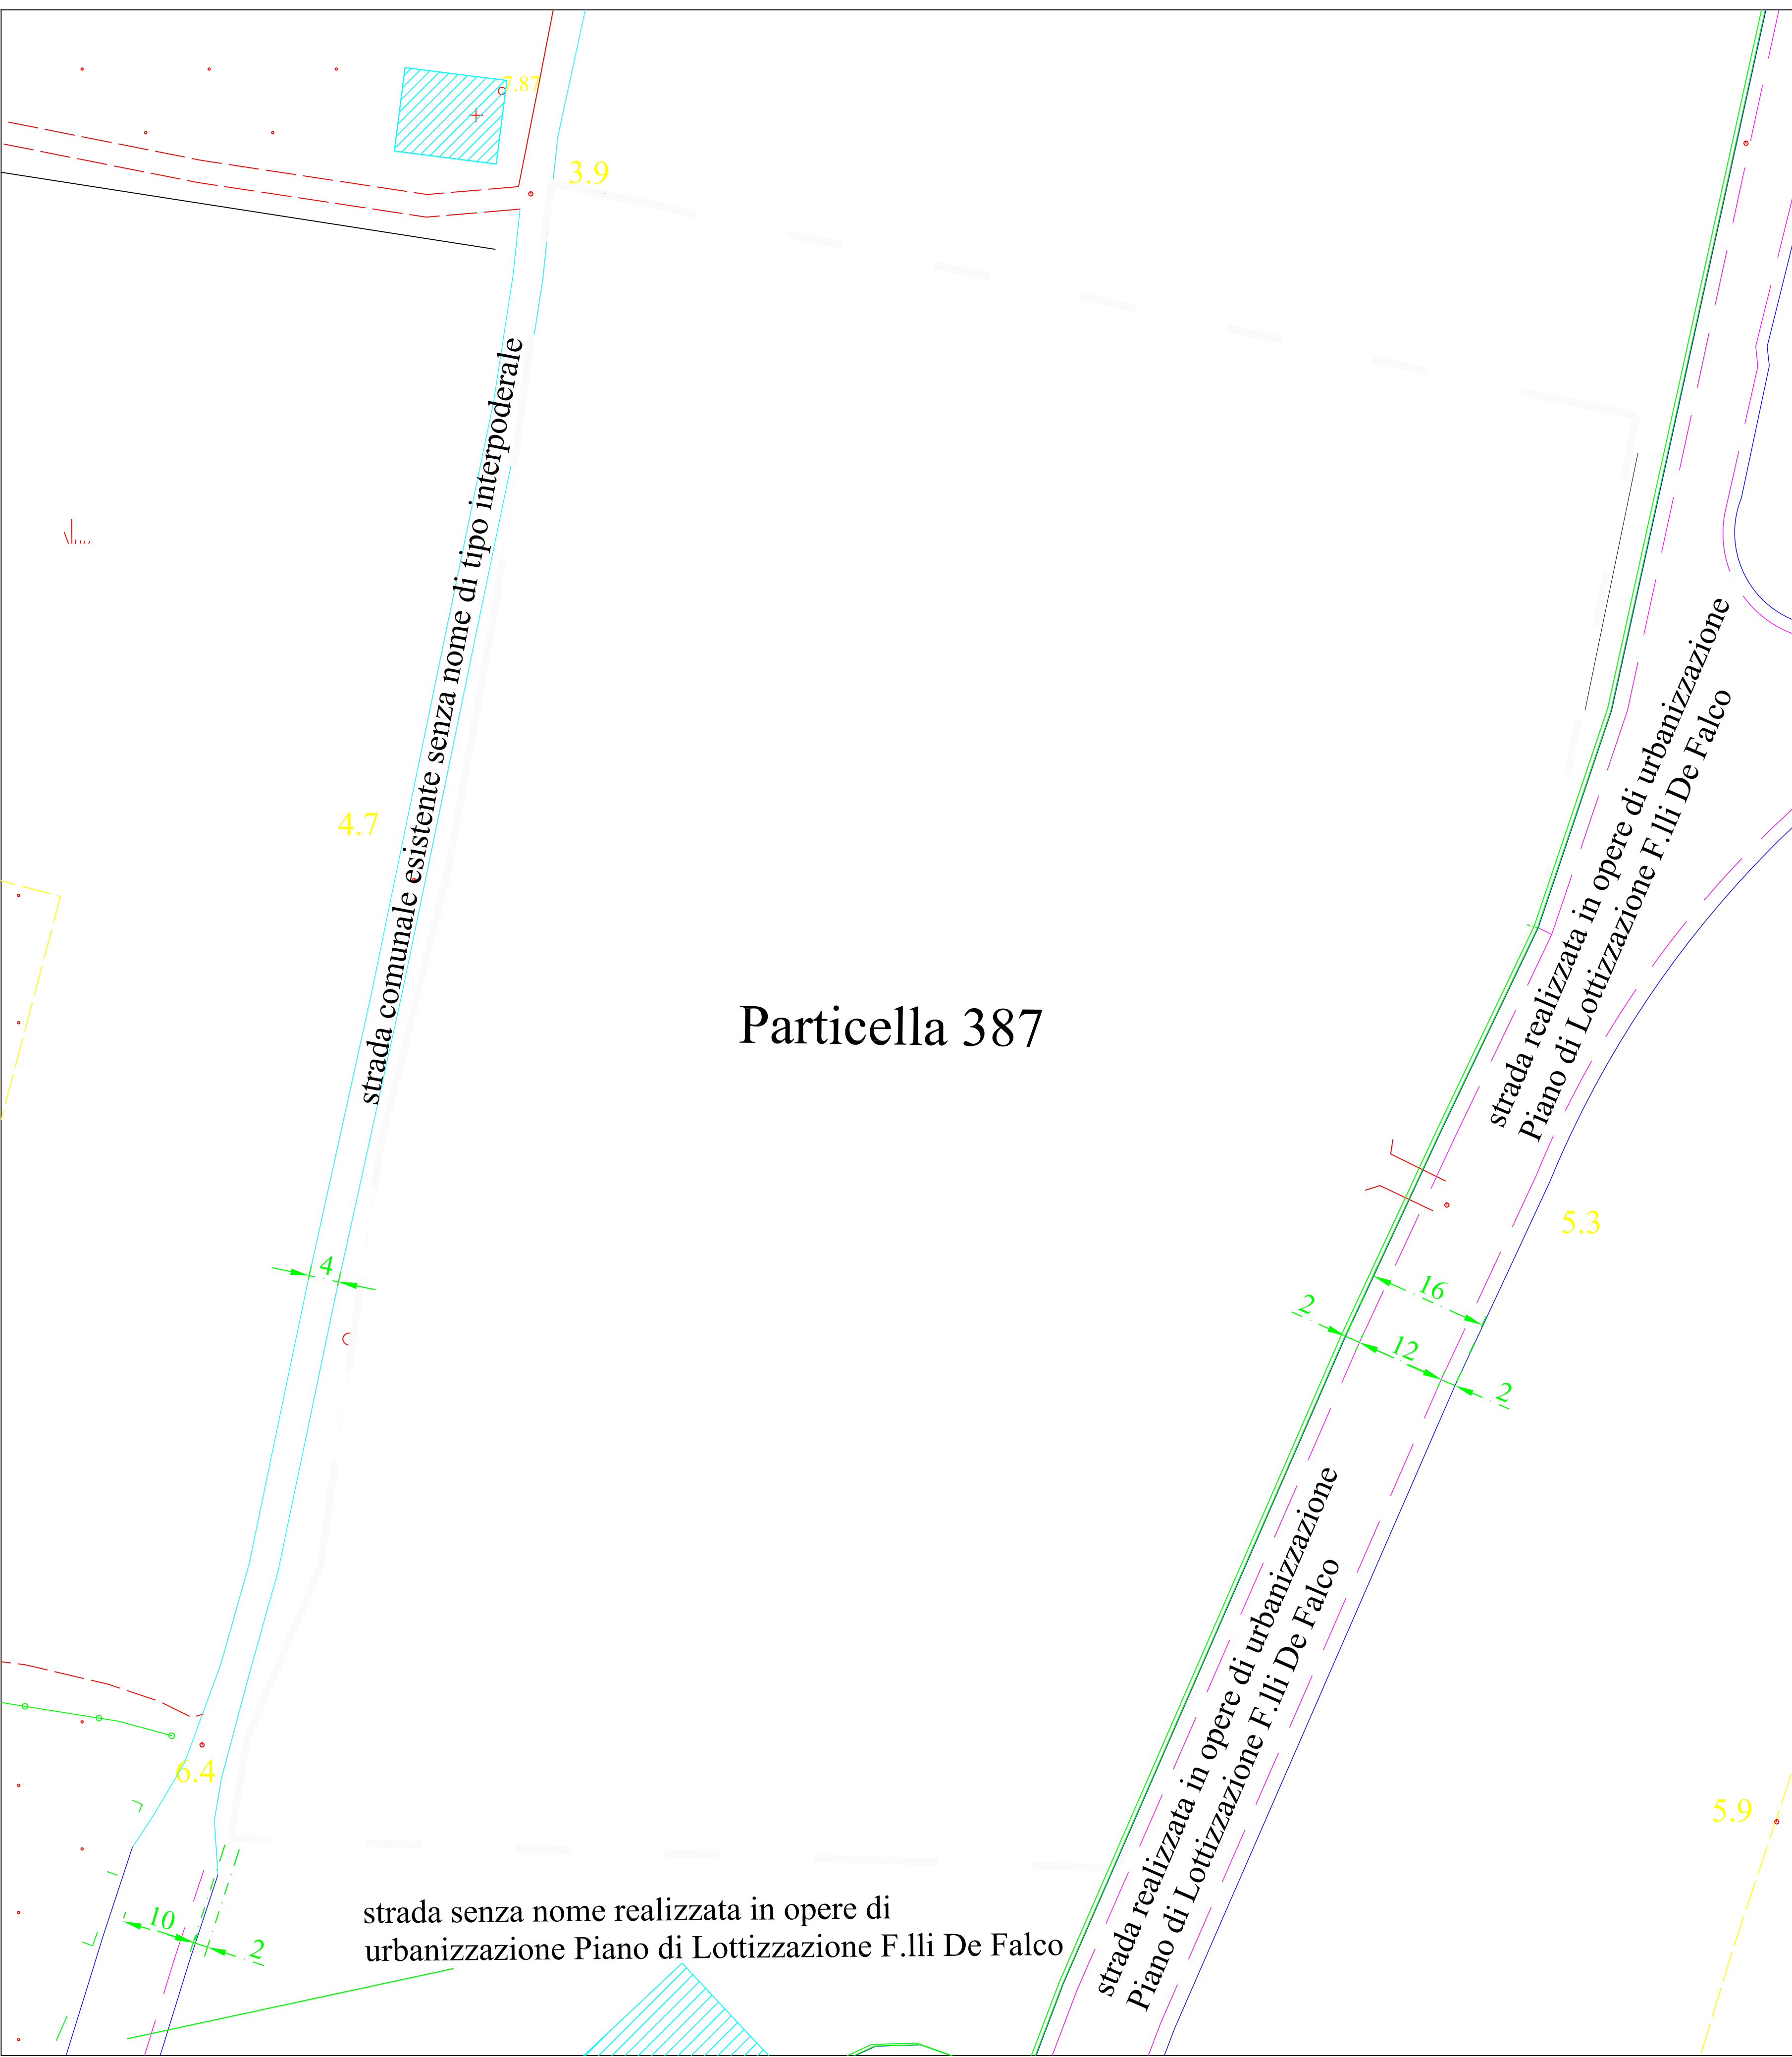 7.87
3.9
strada comunale esistente senza nome di tipo interpoderale
4.7
Particella 387
strada realizzata in opere di urbanizzazione
Piano di Lottizzazione F.lli De Falco
5.3
4
16
2
12
2
strada realizzata in opere di urbanizzazione
Piano di Lottizzazione F.lli De Falco
6.4
5.9
10
2
strada senza nome realizzata in opere di
urbanizzazione Piano di Lottizzazione F.lli De Falco